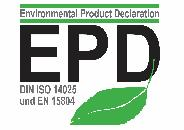 Environmental Product Declaration
EPD
DIN ISO 14025
und EN 15804